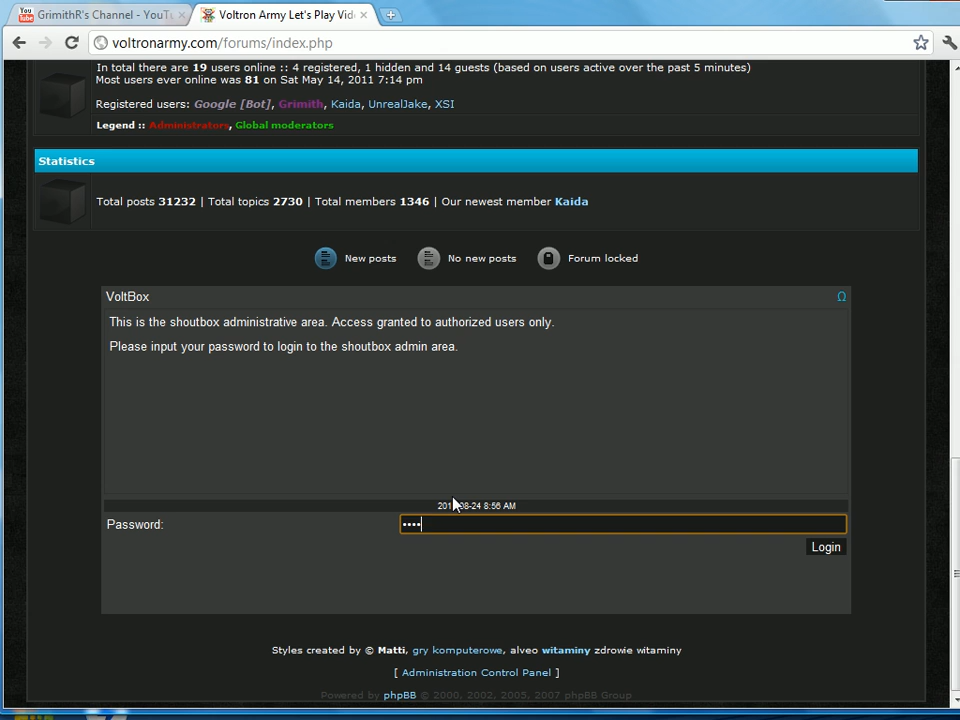 GrimithR's Channel - YouTu
Voltron Army Let's Play Vid
voltronarmy.com/forums/index.php
In total there are 19 users online :: 4 registered, 1 hidden and 14 guests (based on users active over the past 5 minutes)
Most users ever online was 81 on Sat May 14, 2011 7:14 pm
Registered users: Google [Bot], Grimith, Kaida, UnrealJake, XSI
Legend :: Administrators, Global moderators
Statistics
Total posts 31232 | Total topics 2730 | Total members 1346 | Our newest member Kaida
New posts
No new posts
Forum locked
VoltBox
Ω
This is the shoutbox administrative area. Access granted to authorized users only.
Please input your password to login to the shoutbox admin area.
8:56 AM
Password: ••••
Login
Styles created by © Matti, gry komputerowe, alveo witaminy zdrowie witaminy
[ Administration Control Panel ]
Powered by phpBB © 2000, 2002, 2005, 2007 phpBB Group